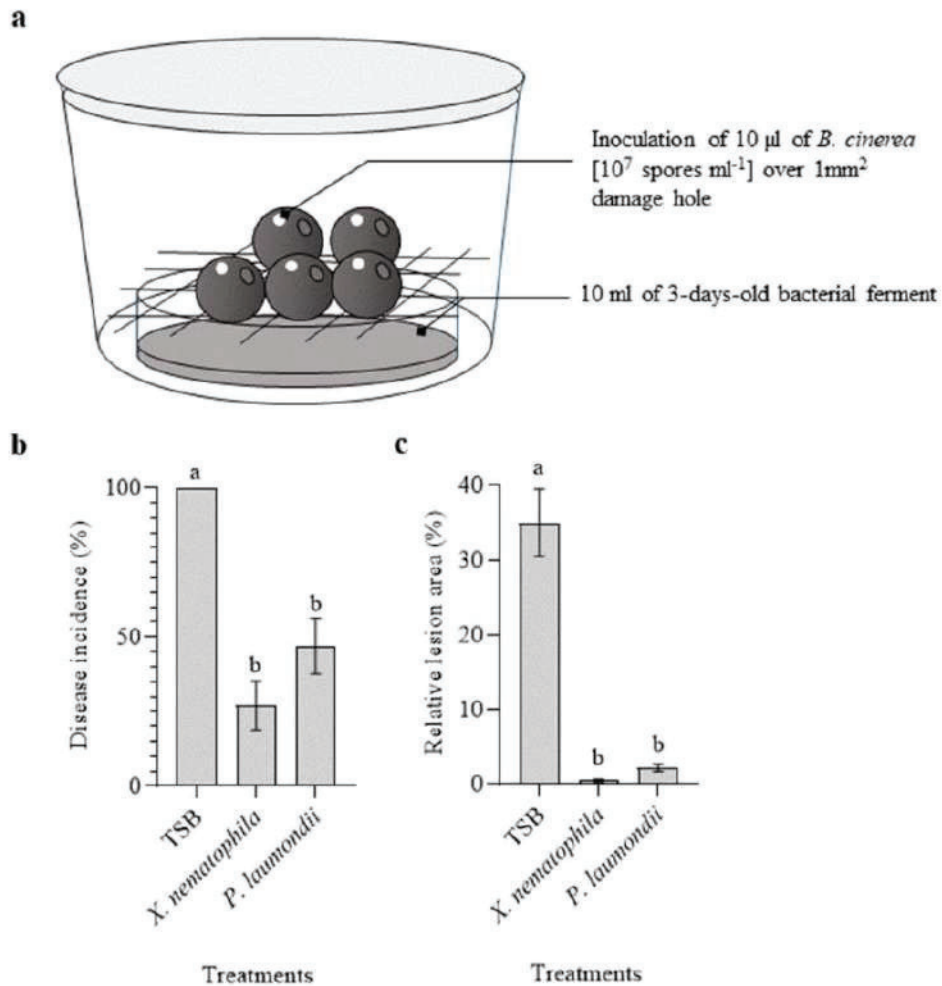 a
Inoculation of 10 µl of B. cinerea
[10⁷ spores ml⁻¹] over 1mm²
damage hole
10 ml of 3-days-old bacterial ferment
b
Disease incidence (%)
100
50
0
a
b
b
TSB
X. nematophila
P. laumondii
Treatments
c
Relative lesion area (%)
40
30
20
10
0
a
b
b
TSB
X. nematophila
P. laumondii
Treatments